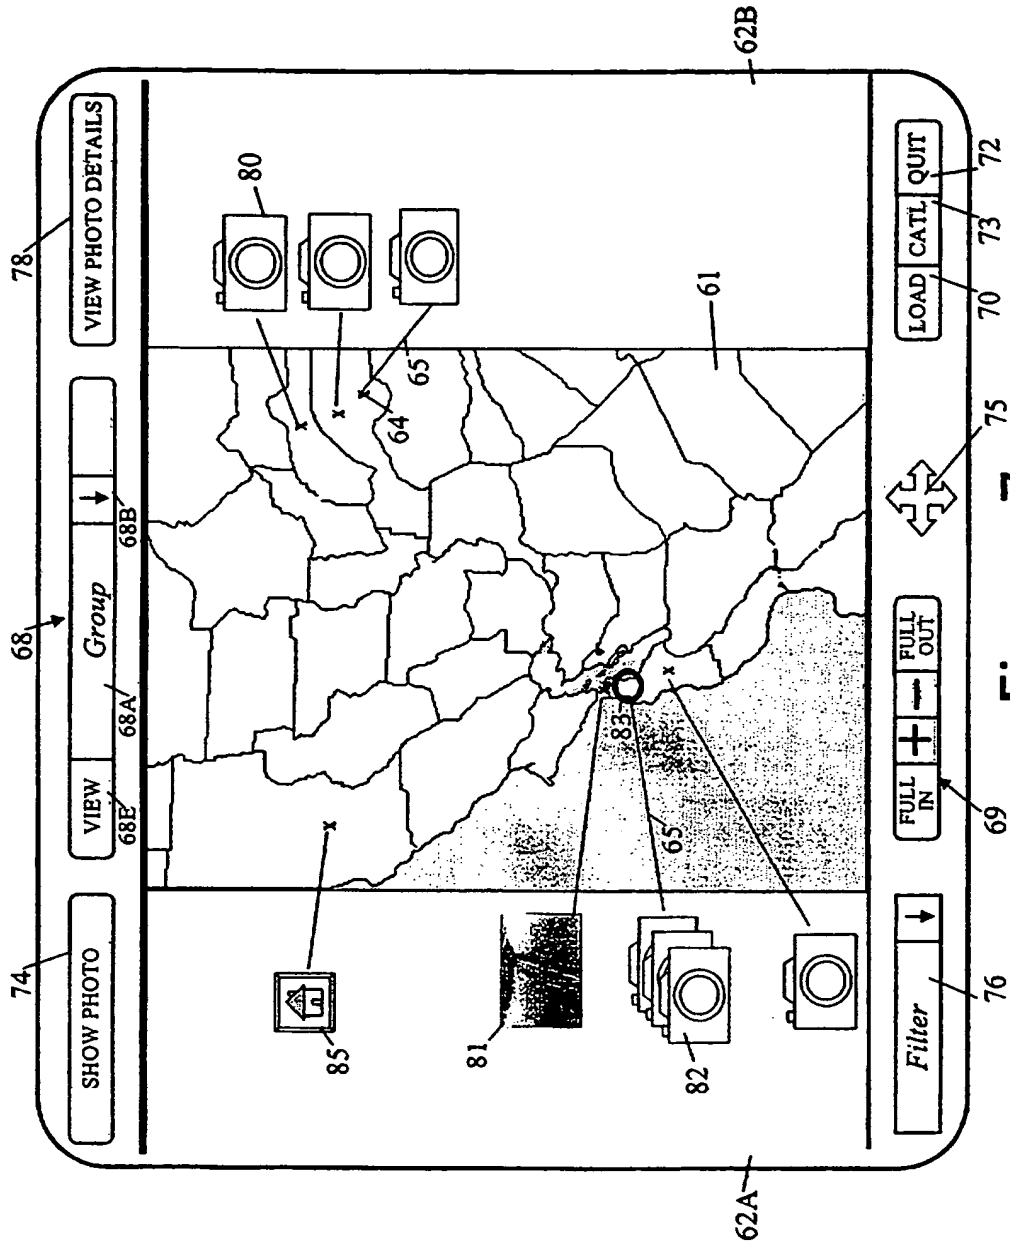 74
68
78
SHOW PHOTO
VIEW
Group
VIEW PHOTO DETAILS
68E
68A
68B
80
85
64
65
81
83
65
82
61
62A
62B
Filter
FULL IN
+
−
FULL OUT
LOAD
CATL
QUIT
76
69
75
70
73
72